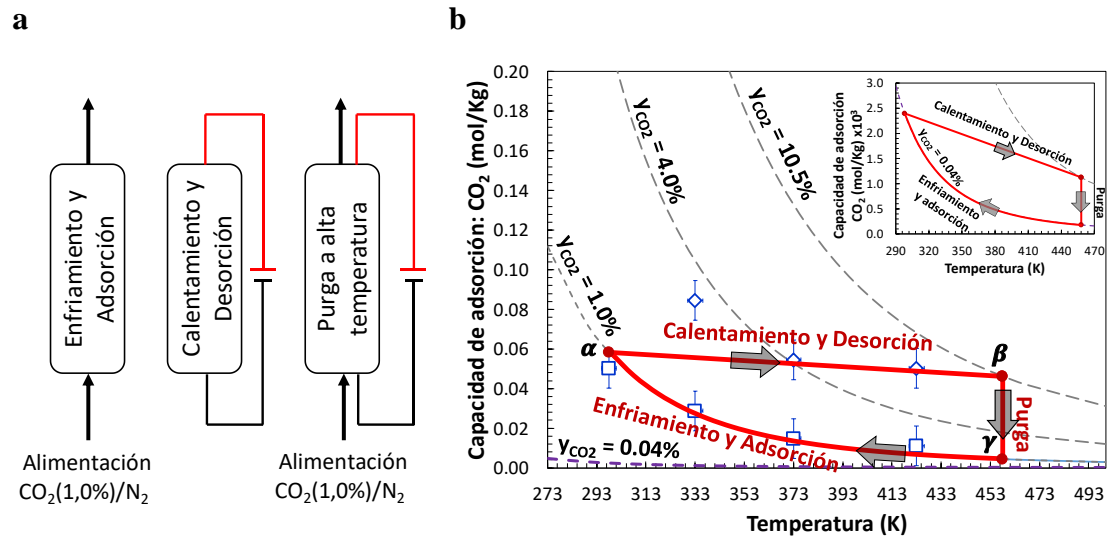 a
Enfriamiento y
Adsorción
Calentamiento y
Desorción
Purga a alta
temperatura
Alimentación
CO₂(1,0%)/N₂
Alimentación
CO₂(1,0%)/N₂
b
Capacidad de adsorción: CO₂ (mol/Kg)
0.20
0.18
0.16
0.14
0.12
0.10
0.08
0.06
0.04
0.02
0.00
273 293 313 333 353 373 393 413 433 453 473 493
Temperatura (K)
y_CO2 = 1.0%
y_CO2 = 4.0%
y_CO2 = 10.5%
y_CO2 = 0.04%
α
β
γ
Calentamiento y Desorción
Enfriamiento y Adsorción
Purga
Capacidad de adsorción
CO₂ (mol/Kg) x10³
3.0
2.5
2.0
1.5
1.0
0.5
0.0
290 320 350 380 410 440 470
Temperatura (K)
Calentamiento y Desorción
y_CO2 = 0.04%
Enfriamiento
y adsorción
Purga